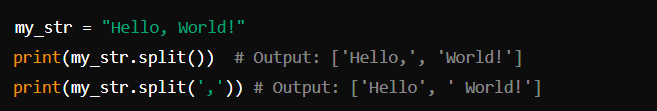 my_str = "Hello, World!"
print(my_str.split())  # Output: ['Hello,', 'World!']
print(my_str.split(',')) # Output: ['Hello', ' World!']